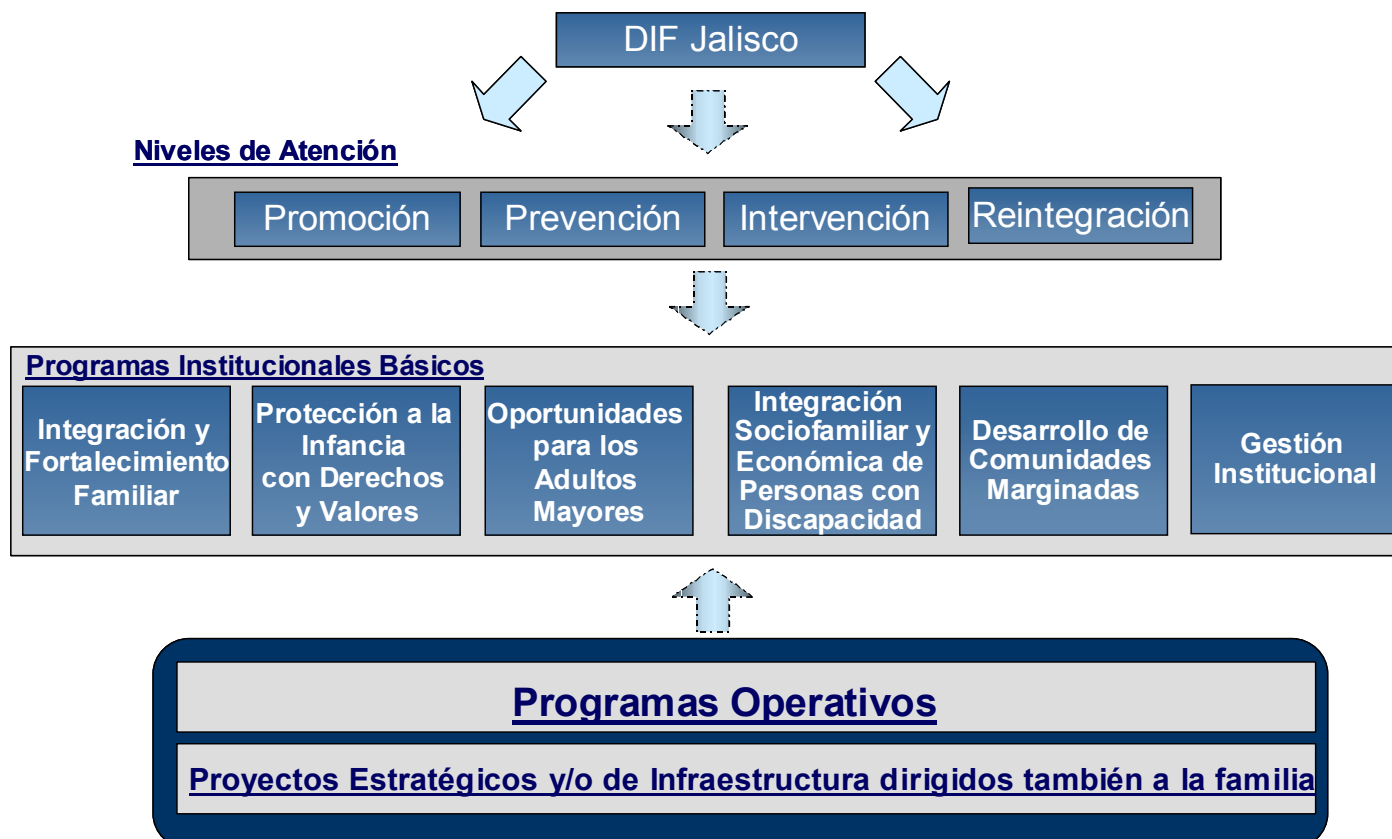 DIF Jalisco
Niveles de Atención
Promoción
Prevención
Intervención
Reintegración
Programas Institucionales Básicos
Integración y
Fortalecimiento
Familiar
Protección a la
Infancia
con Derechos
y Valores
Oportunidades
para los
Adultos
Mayores
Integración
Sociofamiliar y
Económica de
Personas con
Discapacidad
Desarrollo de
Comunidades
Marginadas
Gestión
Institucional
Programas Operativos
Proyectos Estratégicos y/o de Infraestructura dirigidos también a la familia